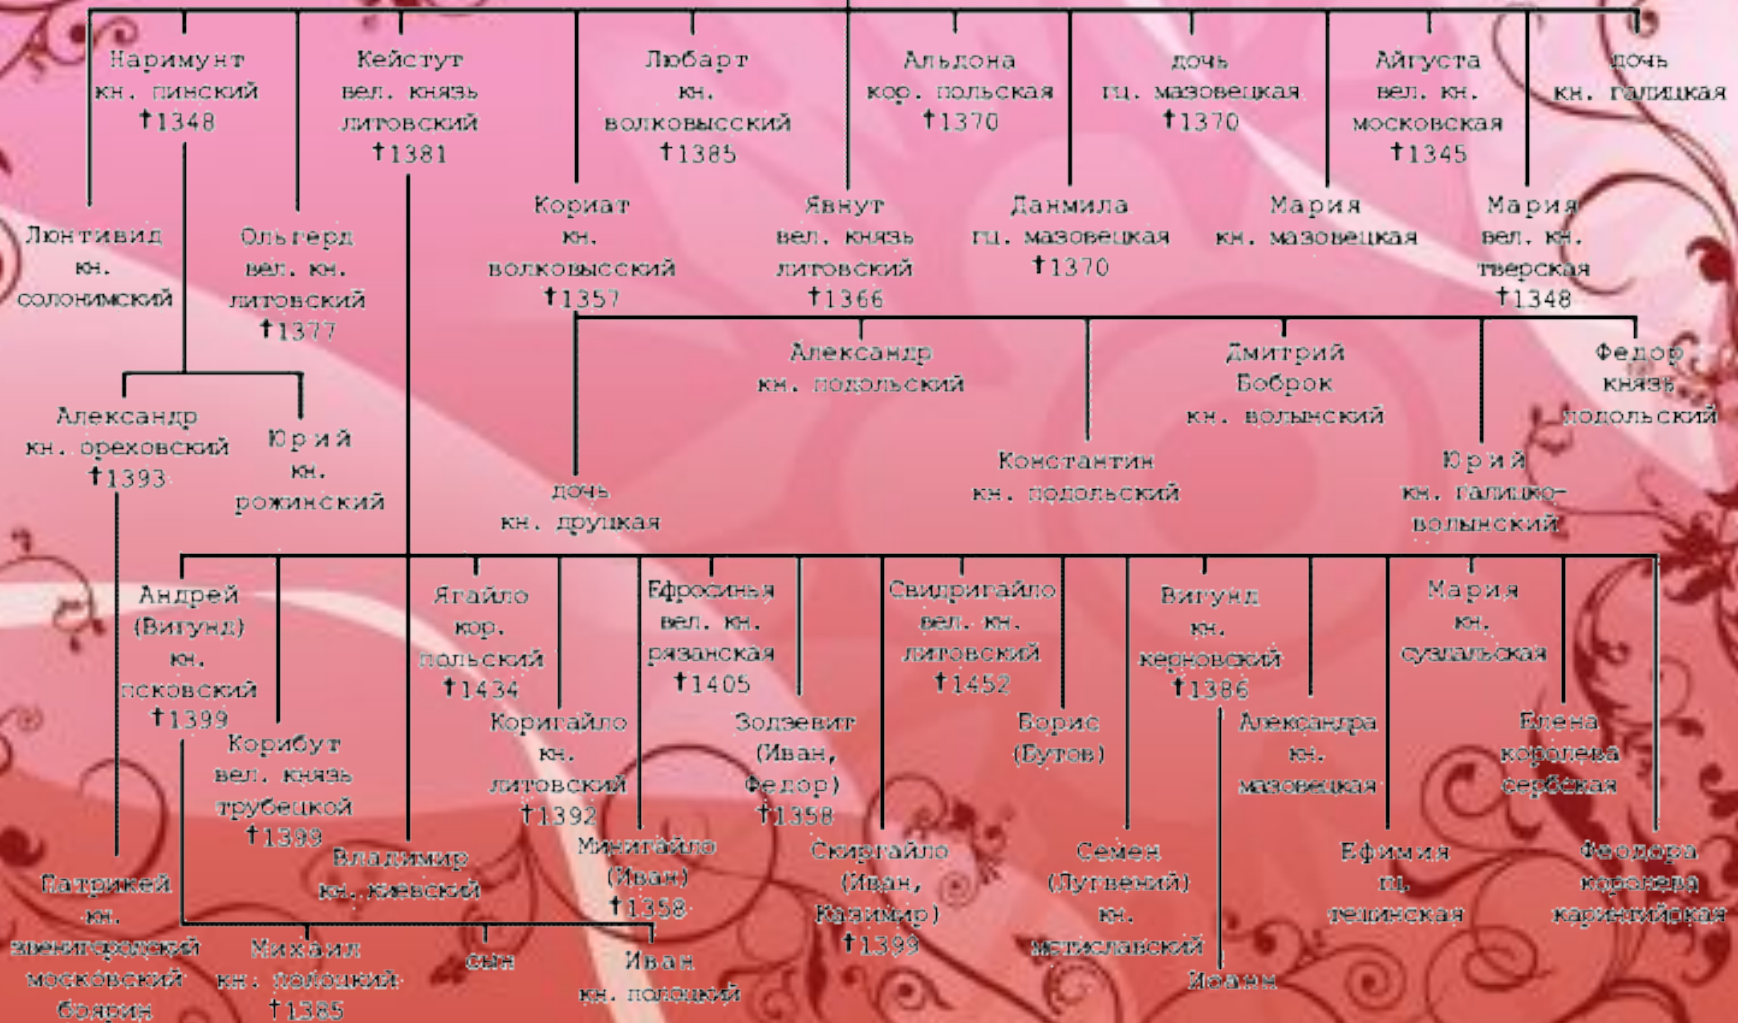 Наримунт
кн. пинский
†1348
Кейстут
вел. князь
литовский
†1381
Любарт
кн.
волковысский
†1385
Альдона
кор. польская
†1370
дочь
гц. мазовецкая
†1370
Айгуста
вел. кн.
московская
†1345
дочь
кн. галицкая
Люнтивид
кн.
солонимский
Ольгерд
вел. кн.
литовский
†1377
Кориат
кн.
волковысский
†1357
Явнут
вел. князь
литовский
†1366
Данмила
гц. мазовецкая
†1370
Мария
кн. мазовецкая
Мария
вел. кн.
тверская
†1348
Александр
кн. подольский
Дмитрий
Боброк
кн. волынский
Федор
князь
подольский
Александр
кн. ореховский
†1393
Юрий
кн.
рожинский
дочь
кн. друцкая
Константин
кн. подольский
Юрий
кн. галицко-
волынский
Андрей
(Вигунд)
кн.
псковский
†1399
Ягайло
кор.
польский
†1434
Ефросинья
вел. кн.
рязанская
†1405
Свидригайло
вел. кн.
литовский
†1452
Вигунд
кн.
керновский
†1386
Мария
кн.
суздальская
Корибут
вел. князь
трубецкой
†1399
Коригайло
кн.
литовский
†1392
Зодзевит
(Иван,
Федор)
†1358
Борис
(Бутов)
Александра
кн.
мазовецкая
Елена
королева
сербская
Владимир
кн. киевский
Минигайло
(Иван)
†1358
Скиргайло
(Иван,
Казимир)
†1399
Семен
(Лугвений)
кн.
мстиславский
Ефимия
гц.
тешинская
Феодора
королева
каринтийская
Патрикей
кн.
звенигородский
московский
боярин
Михаил
кн. полоцкий
†1385
сын
Иван
кн. полоцкий
Иоанн